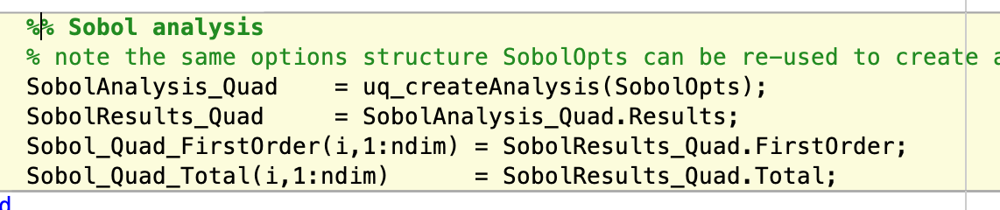 %% Sobol analysis
% note the same options structure SobolOpts can be re-used to create
SobolAnalysis_Quad    = uq_createAnalysis(SobolOpts);
SobolResults_Quad     = SobolAnalysis_Quad.Results;
Sobol_Quad_FirstOrder(i,1:ndim) = SobolResults_Quad.FirstOrder;
Sobol_Quad_Total(i,1:ndim)      = SobolResults_Quad.Total;